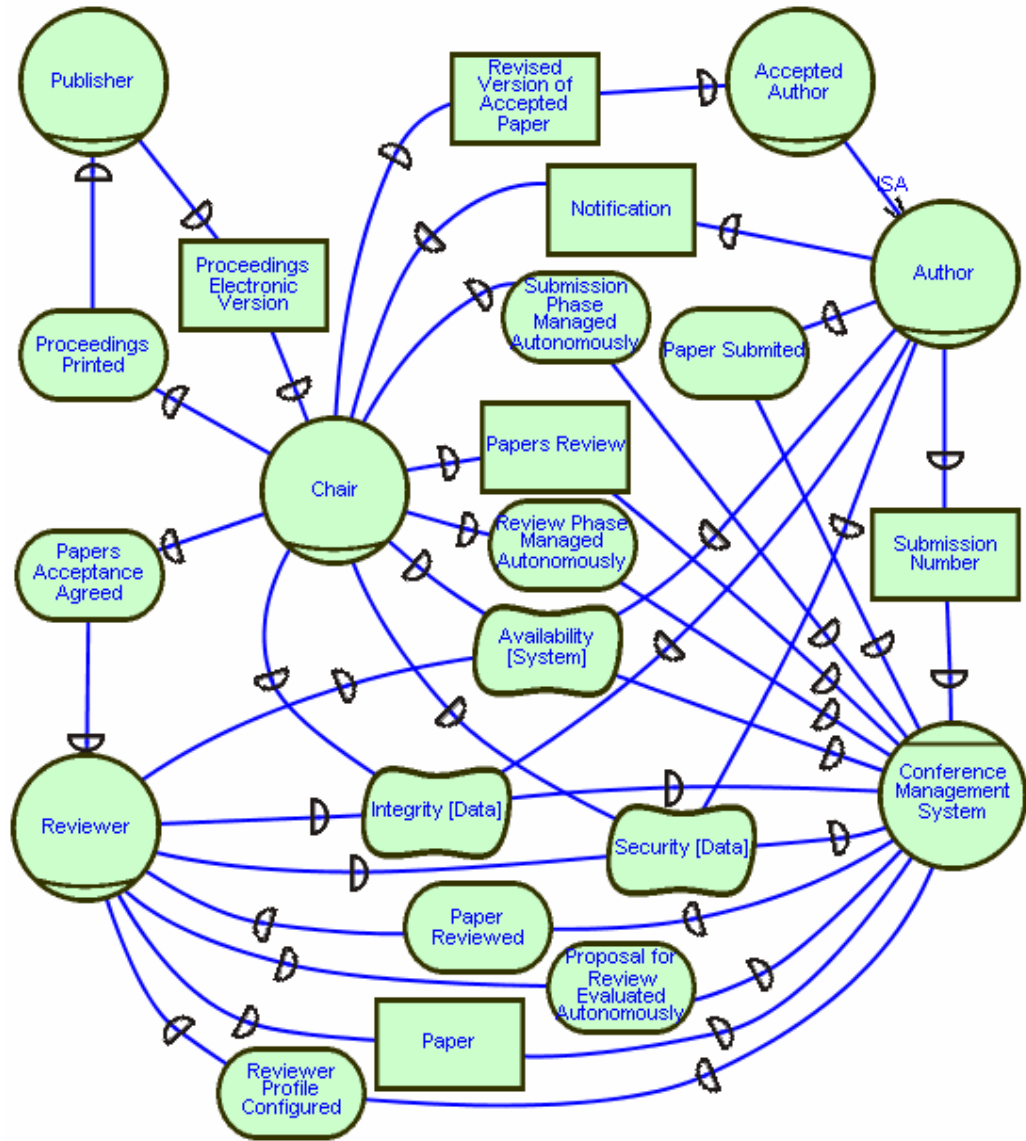 Publisher
Revised
Version of
Accepted
Paper
Accepted
Author
ISA
Notification
Author
Proceedings
Electronic
Version
Submission
Phase
Managed
Autonomously
Proceedings
Printed
Paper Submited
Papers Review
Chair
Review Phase
Managed
Autonomously
Submission
Number
Papers
Acceptance
Agreed
Availability
[System]
Conference
Management
System
Reviewer
Integrity [Data]
Security [Data]
Paper
Reviewed
Proposal for
Review
Evaluated
Autonomously
Paper
Reviewer
Profile
Configured